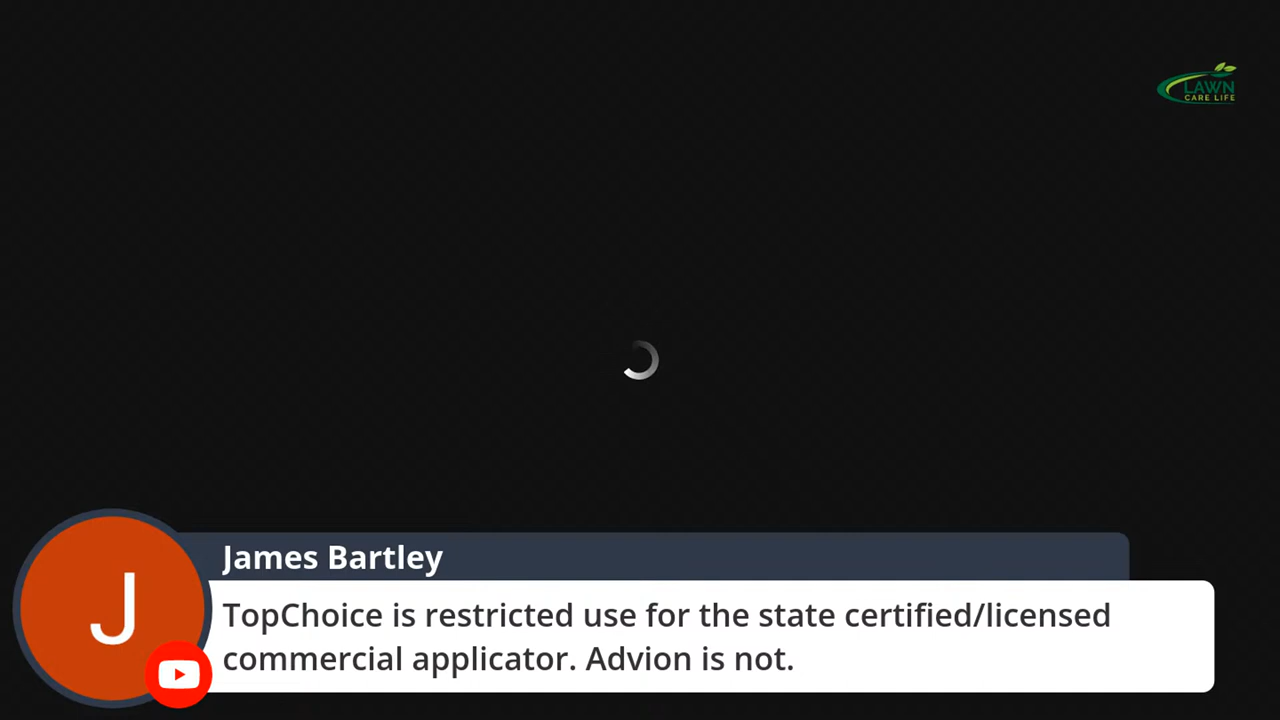 LAWN
CARE LIFE
J
James Bartley
TopChoice is restricted use for the state certified/licensed
commercial applicator. Advion is not.